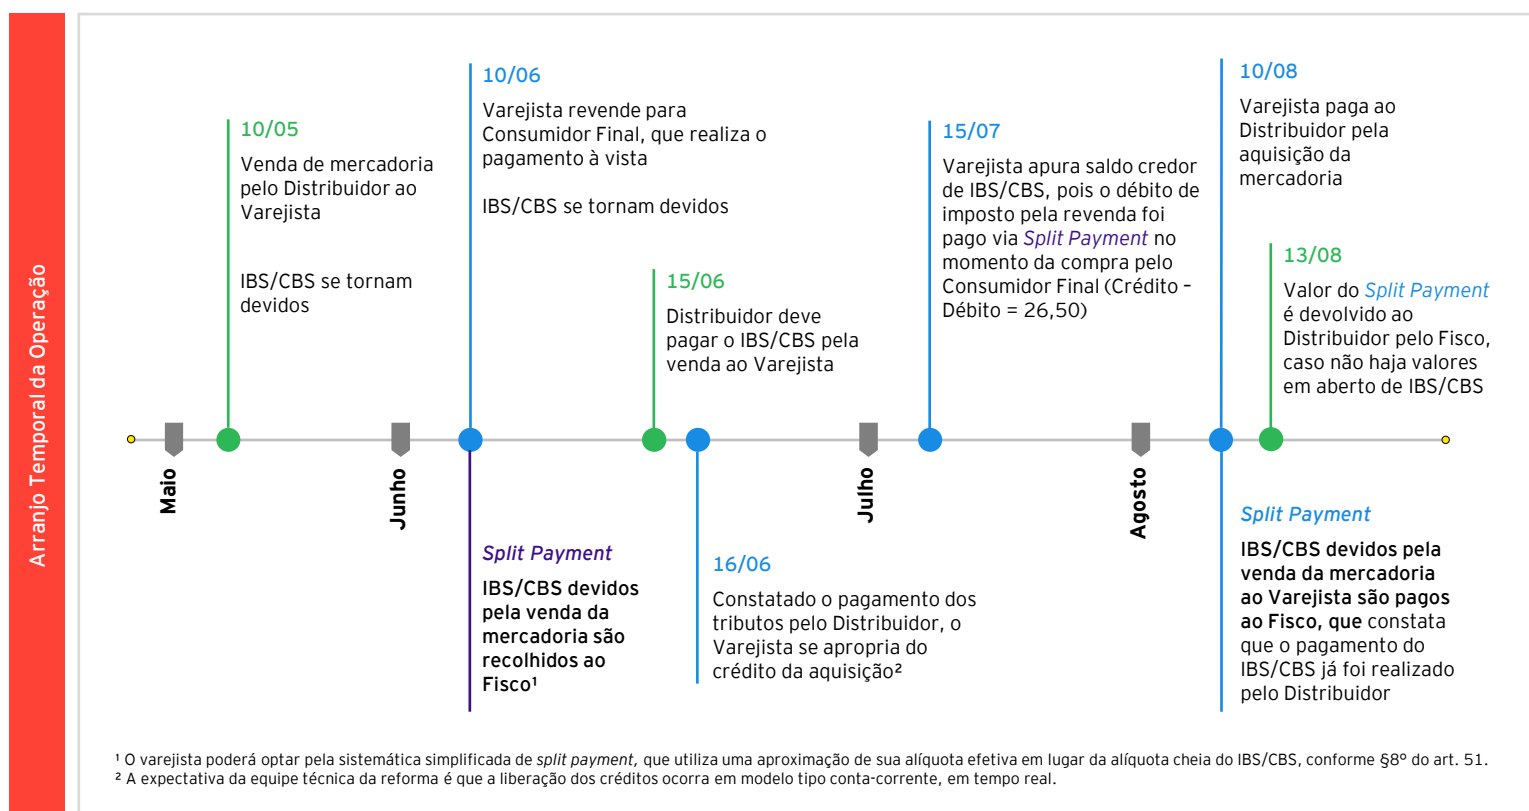 Arranjo Temporal da Operação
10/05
Venda de mercadoria
pelo Distribuidor ao
Varejista
IBS/CBS se tornam
devidos
10/06
Varejista revende para
Consumidor Final, que realiza o
pagamento à vista
IBS/CBS se tornam devidos
15/06
Distribuidor deve
pagar o IBS/CBS pela
venda ao Varejista
15/07
Varejista apura saldo credor
de IBS/CBS, pois o débito de
imposto pela revenda foi
pago via Split Payment no
momento da compra pelo
Consumidor Final (Crédito –
Débito = 26,50)
10/08
Varejista paga ao
Distribuidor pela
aquisição da
mercadoria
13/08
Valor do Split Payment
é devolvido ao
Distribuidor pelo Fisco,
caso não haja valores
em aberto de IBS/CBS
Maio
Junho
Julho
Agosto
Split Payment
IBS/CBS devidos
pela venda da
mercadoria são
recolhidos ao
Fisco¹
16/06
Constatado o pagamento dos
tributos pelo Distribuidor, o
Varejista se apropria do
crédito da aquisição²
Split Payment
IBS/CBS devidos pela
venda da mercadoria
ao Varejista são pagos
ao Fisco, que constata
que o pagamento do
IBS/CBS já foi realizado
pelo Distribuidor
¹ O varejista poderá optar pela sistemática simplificada de split payment, que utiliza uma aproximação de sua alíquota efetiva em lugar da alíquota cheia do IBS/CBS, conforme §8º do art. 51.
² A expectativa da equipe técnica da reforma é que a liberação dos créditos ocorra em modelo tipo conta-corrente, em tempo real.